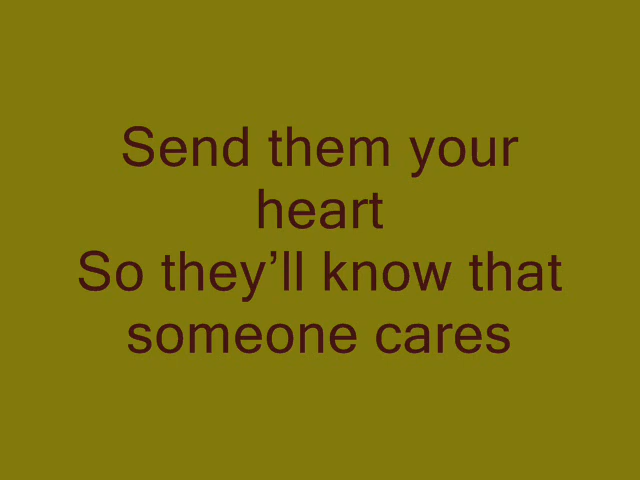 Send them your
heart
So they’ll know that
someone cares